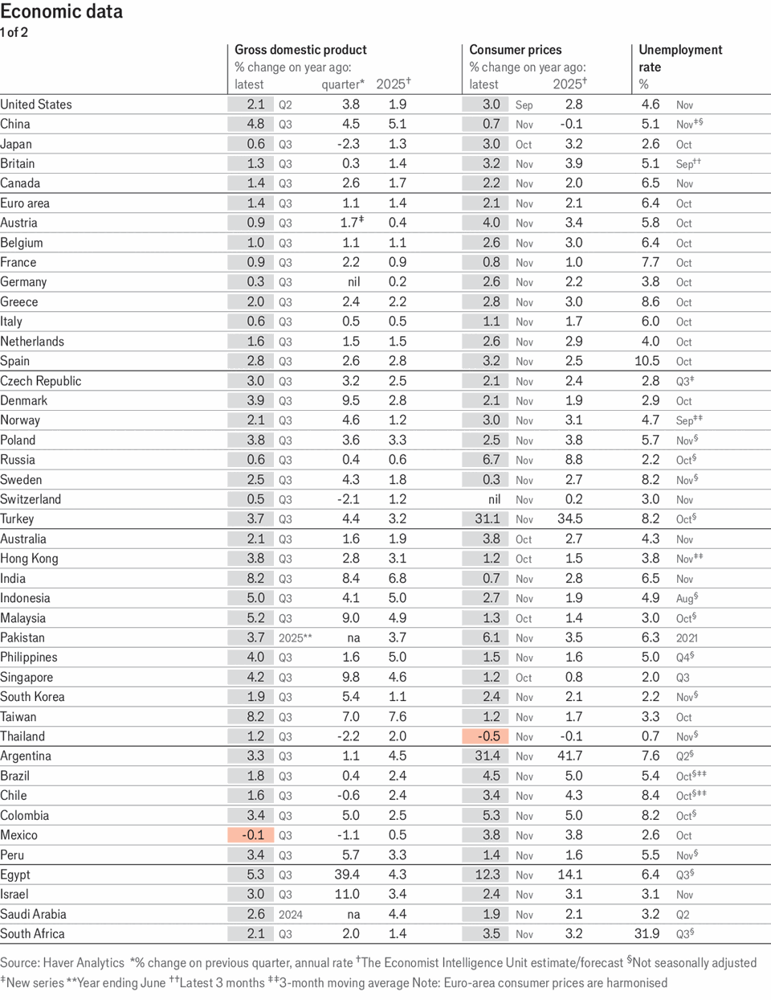 Economic data
1 of 2
Gross domestic product Consumer prices Unemployment
% change on year ago: % change on year ago: rate
latest quarter* 2025† latest 2025† %
United States 2.1 Q2 3.8 1.9 3.0 Sep 2.8 4.6 Nov
China 4.8 Q3 4.5 5.1 0.7 Nov -0.1 5.1 Nov‡§
Japan 0.6 Q3 -2.3 1.3 3.0 Oct 3.2 2.6 Oct
Britain 1.3 Q3 0.3 1.4 3.2 Nov 3.9 5.1 Sep††
Canada 1.4 Q3 2.6 1.7 2.2 Nov 2.0 6.5 Nov
Euro area 1.4 Q3 1.1 1.4 2.1 Nov 2.1 6.4 Oct
Austria 0.9 Q3 1.7‡ 0.4 4.0 Nov 3.4 5.8 Oct
Belgium 1.0 Q3 1.1 1.1 2.6 Nov 3.0 6.4 Oct
France 0.9 Q3 2.2 0.9 0.8 Nov 1.0 7.7 Oct
Germany 0.3 Q3 nil 0.2 2.6 Nov 2.2 3.8 Oct
Greece 2.0 Q3 2.4 2.2 2.8 Nov 3.0 8.6 Oct
Italy 0.6 Q3 0.5 0.5 1.1 Nov 1.7 6.0 Oct
Netherlands 1.6 Q3 1.5 1.5 2.6 Nov 2.9 4.0 Oct
Spain 2.8 Q3 2.6 2.8 3.2 Nov 2.5 10.5 Oct
Czech Republic 3.0 Q3 3.2 2.5 2.1 Nov 2.4 2.8 Q3‡
Denmark 3.9 Q3 9.5 2.8 2.1 Nov 1.9 2.9 Oct
Norway 2.1 Q3 4.6 1.2 3.0 Nov 3.1 4.7 Sep‡‡
Poland 3.8 Q3 3.6 3.3 2.5 Nov 3.8 5.7 Nov§
Russia 0.6 Q3 0.4 0.6 6.7 Nov 8.8 2.2 Oct§
Sweden 2.5 Q3 4.3 1.8 0.3 Nov 2.7 8.2 Nov§
Switzerland 0.5 Q3 -2.1 1.2 nil Nov 0.2 3.0 Nov
Turkey 3.7 Q3 4.4 3.2 31.1 Nov 34.5 8.2 Oct§
Australia 2.1 Q3 1.6 1.9 3.8 Oct 2.7 4.3 Nov
Hong Kong 3.8 Q3 2.8 3.1 1.2 Oct 1.5 3.8 Nov‡‡
India 8.2 Q3 8.4 6.8 0.7 Nov 2.8 6.5 Nov
Indonesia 5.0 Q3 4.1 5.0 2.7 Nov 1.9 4.9 Aug§
Malaysia 5.2 Q3 9.0 4.9 1.3 Oct 1.4 3.0 Oct§
Pakistan 3.7 2025** na 3.7 6.1 Nov 3.5 6.3 2021
Philippines 4.0 Q3 1.6 5.0 1.5 Nov 1.6 5.0 Q4§
Singapore 4.2 Q3 9.8 4.6 1.2 Oct 0.8 2.0 Q3
South Korea 1.9 Q3 5.4 1.1 2.4 Nov 2.1 2.2 Nov§
Taiwan 8.2 Q3 7.0 7.6 1.2 Nov 1.7 3.3 Oct
Thailand 1.2 Q3 -2.2 2.0 -0.5 Nov -0.1 0.7 Nov§
Argentina 3.3 Q3 1.1 4.5 31.4 Nov 41.7 7.6 Q2§
Brazil 1.8 Q3 0.4 2.4 4.5 Nov 5.0 5.4 Oct§‡‡
Chile 1.6 Q3 -0.6 2.4 3.4 Nov 4.3 8.4 Oct§‡‡
Colombia 3.4 Q3 5.0 2.5 5.3 Nov 5.0 8.2 Oct§
Mexico -0.1 Q3 -1.1 0.5 3.8 Nov 3.8 2.6 Oct
Peru 3.4 Q3 5.7 3.3 1.4 Nov 1.6 5.5 Nov§
Egypt 5.3 Q3 39.4 4.3 12.3 Nov 14.1 6.4 Q3§
Israel 3.0 Q3 11.0 3.4 2.4 Nov 3.1 3.1 Nov
Saudi Arabia 2.6 2024 na 4.4 1.9 Nov 2.1 3.2 Q2
South Africa 2.1 Q3 2.0 1.4 3.5 Nov 3.2 31.9 Q3§
Source: Haver Analytics *% change on previous quarter, annual rate †The Economist Intelligence Unit estimate/forecast §Not seasonally adjusted
‡New series **Year ending June ††Latest 3 months ‡‡3-month moving average Note: Euro-area consumer prices are harmonised